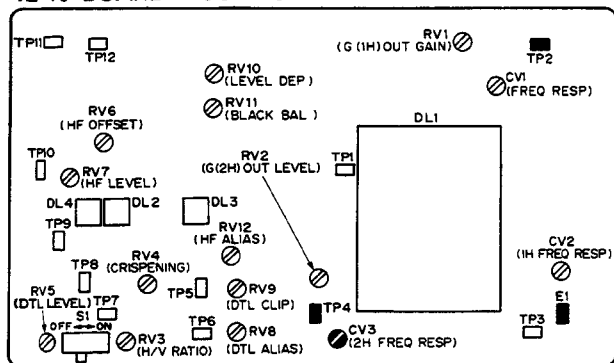 TP11
TP12
RV1
(G(1H)OUT GAIN)
TP2
RV10
(LEVEL DEP)
CV1
(FREQ RESP)
RV11
(BLACK BAL)
RV6
(HF OFFSET)
DL1
RV2
(G(2H)OUT LEVEL)
TP1
TP10
RV7
(HF LEVEL)
DL4
DL2
DL3
TP9
RV12
(HF ALIAS)
CV2
(1H FREQ RESP)
RV4
(CRISPENING)
TP8
RV5
(DTL LEVEL)
TP7
TP5
RV9
(DTL CLIP)
TP4
E1
S1
OFF ON
RV3
(H/V RATIO)
TP6
RV8
(DTL ALIAS)
CV3
(2H FREQ RESP)
TP3